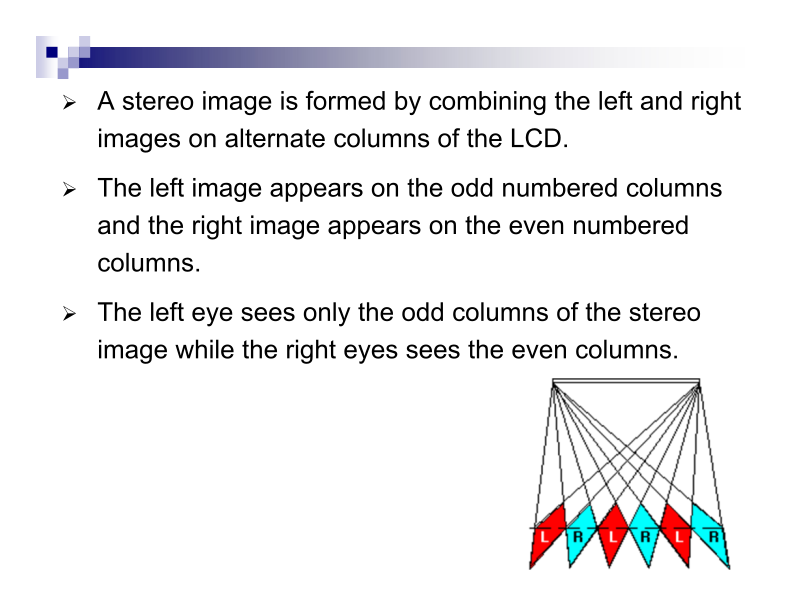 A stereo image is formed by combining the left and right
images on alternate columns of the LCD.
The left image appears on the odd numbered columns
and the right image appears on the even numbered
columns.
The left eye sees only the odd columns of the stereo
image while the right eyes sees the even columns.
L R L R L R